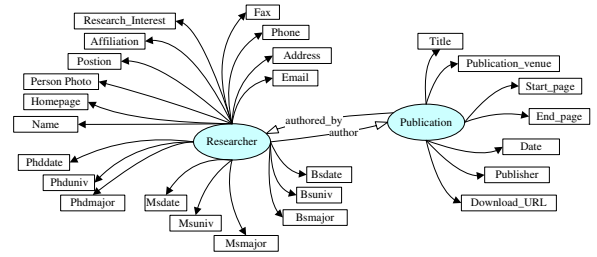 Fax
Research_Interest
Phone
Affiliation
Title
Address
Postion
Publication_venue
Email
Person Photo
Start_page
Homepage
End_page
authored_by
Name
Publication
author
Researcher
Date
Phddate
Bsdate
Publisher
Phduniv
Bsuniv
Phdmajor
Msdate
Download_URL
Bsmajor
Msuniv
Msmajor